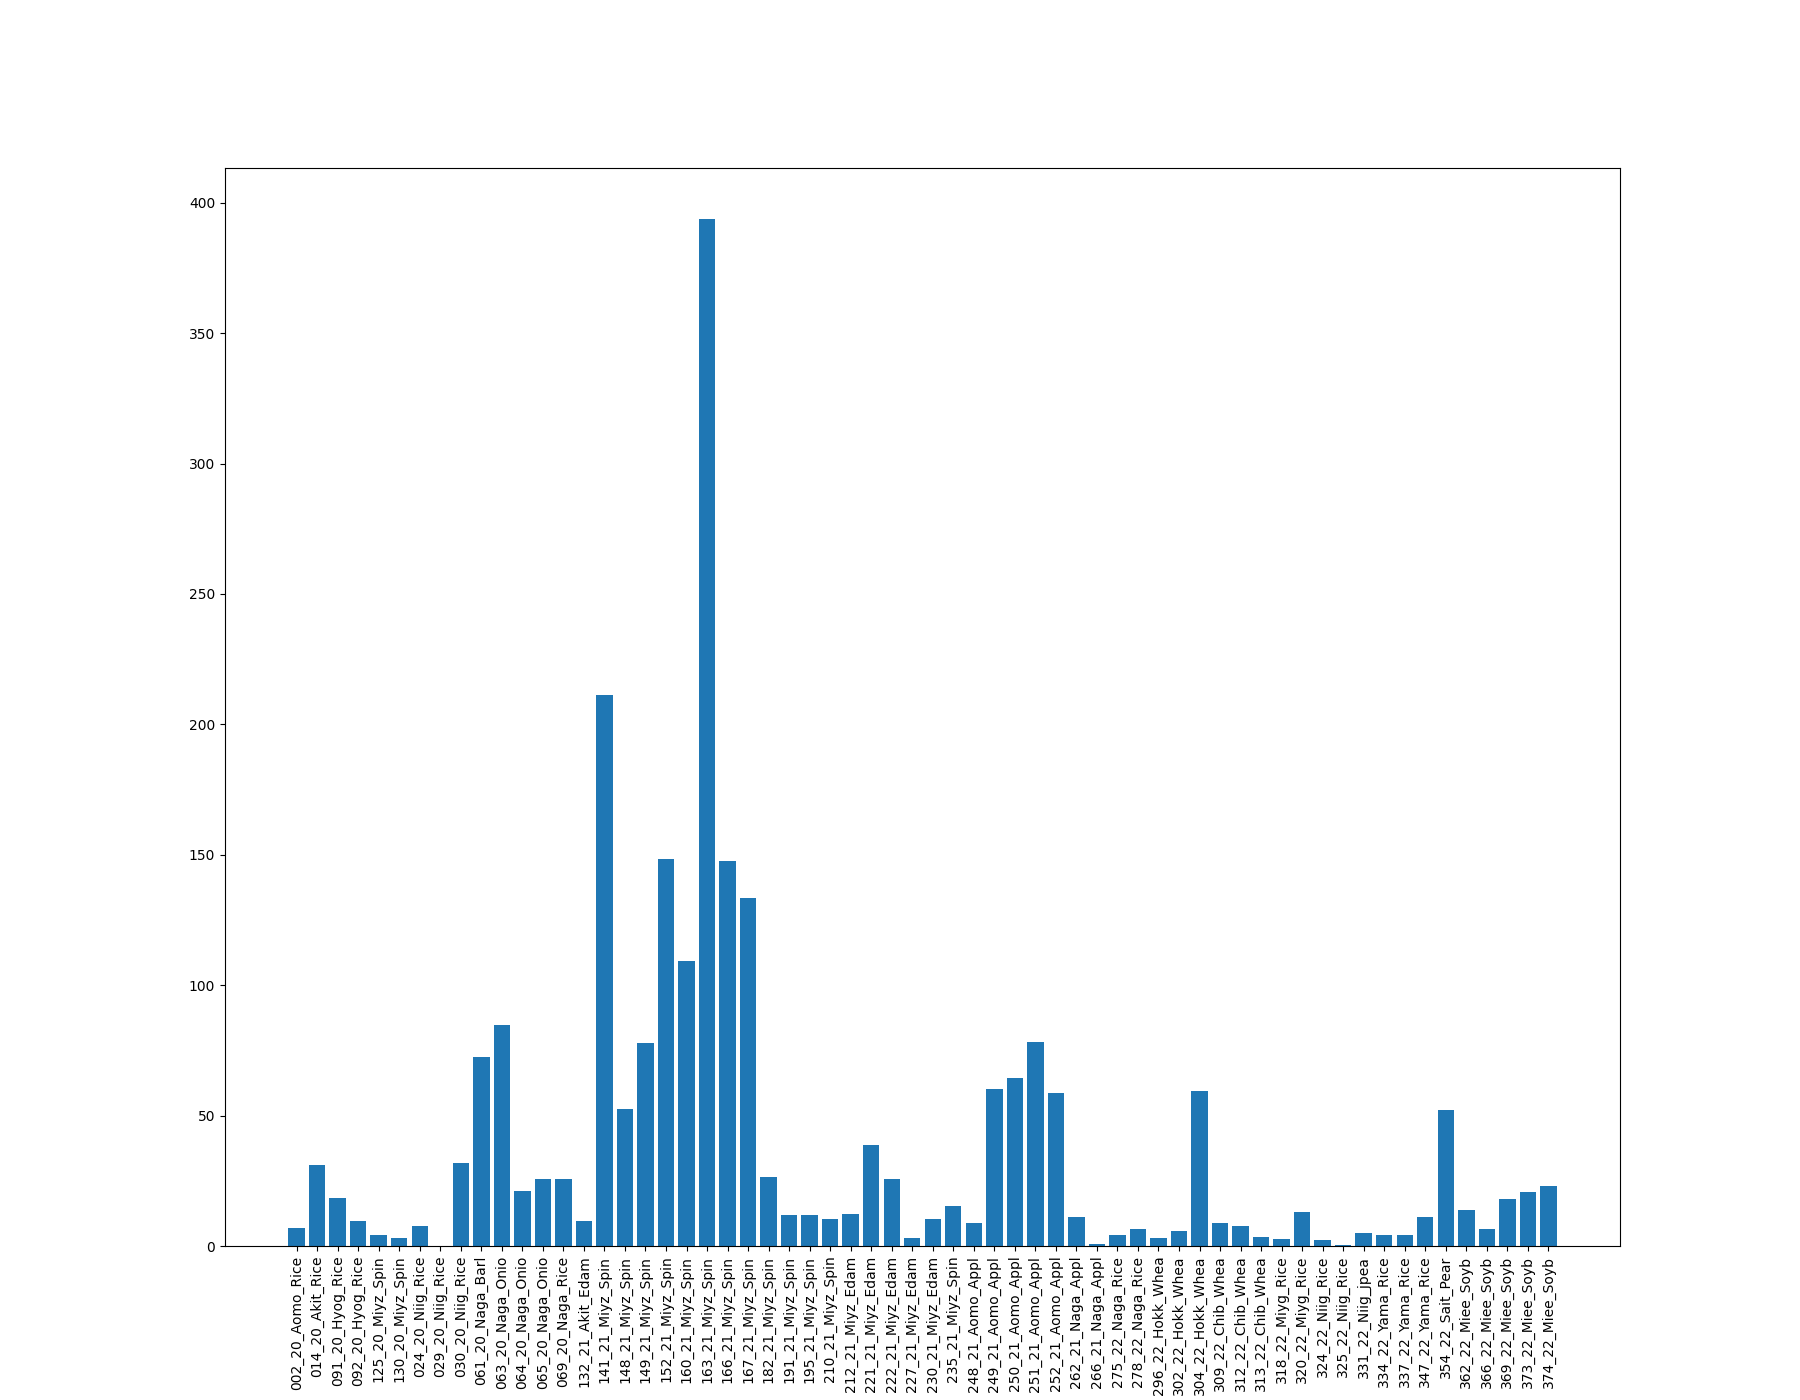 400
350
300
250
200
150
100
50
0
002_20_Aomo_Rice
014_20_Akit_Rice
091_20_Hyog_Rice
092_20_Hyog_Rice
125_20_Miyz_Spin
130_20_Miyz_Spin
024_20_Niig_Rice
029_20_Niig_Rice
030_20_Niig_Rice
061_20_Naga_Barl
063_20_Naga_Onio
064_20_Naga_Onio
065_20_Naga_Onio
069_20_Naga_Rice
132_21_Akit_Edam
141_21_Miyz_Spin
148_21_Miyz_Spin
149_21_Miyz_Spin
152_21_Miyz_Spin
160_21_Miyz_Spin
163_21_Miyz_Spin
166_21_Miyz_Spin
167_21_Miyz_Spin
182_21_Miyz_Spin
191_21_Miyz_Spin
195_21_Miyz_Spin
210_21_Miyz_Spin
212_21_Miyz_Edam
221_21_Miyz_Edam
222_21_Miyz_Edam
227_21_Miyz_Edam
230_21_Miyz_Edam
235_21_Miyz_Spin
248_21_Aomo_Appl
249_21_Aomo_Appl
250_21_Aomo_Appl
251_21_Aomo_Appl
252_21_Aomo_Appl
262_21_Naga_Appl
266_21_Naga_Appl
275_22_Naga_Rice
278_22_Naga_Rice
296_22_Hokk_Whea
302_22_Hokk_Whea
304_22_Hokk_Whea
309_22_Chib_Whea
312_22_Chib_Whea
313_22_Chib_Whea
318_22_Miyg_Rice
320_22_Miyg_Rice
324_22_Niig_Rice
325_22_Niig_Rice
331_22_Niig_jpea
334_22_Yama_Rice
337_22_Yama_Rice
347_22_Yama_Rice
354_22_Sait_Pear
362_22_Miee_Soyb
366_22_Miee_Soyb
369_22_Miee_Soyb
373_22_Miee_Soyb
374_22_Miee_Soyb